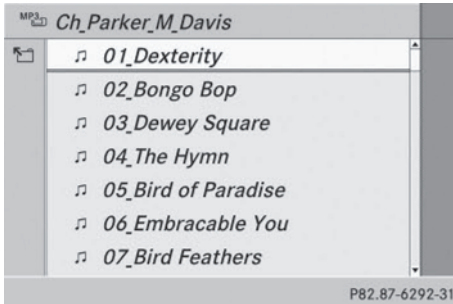 MP3 Ch_Parker_M_Davis
01_Dexterity
02_Bongo Bop
03_Dewey Square
04_The Hymn
05_Bird of Paradise
06_Embracable You
07_Bird Feathers
P82.87-6292-31